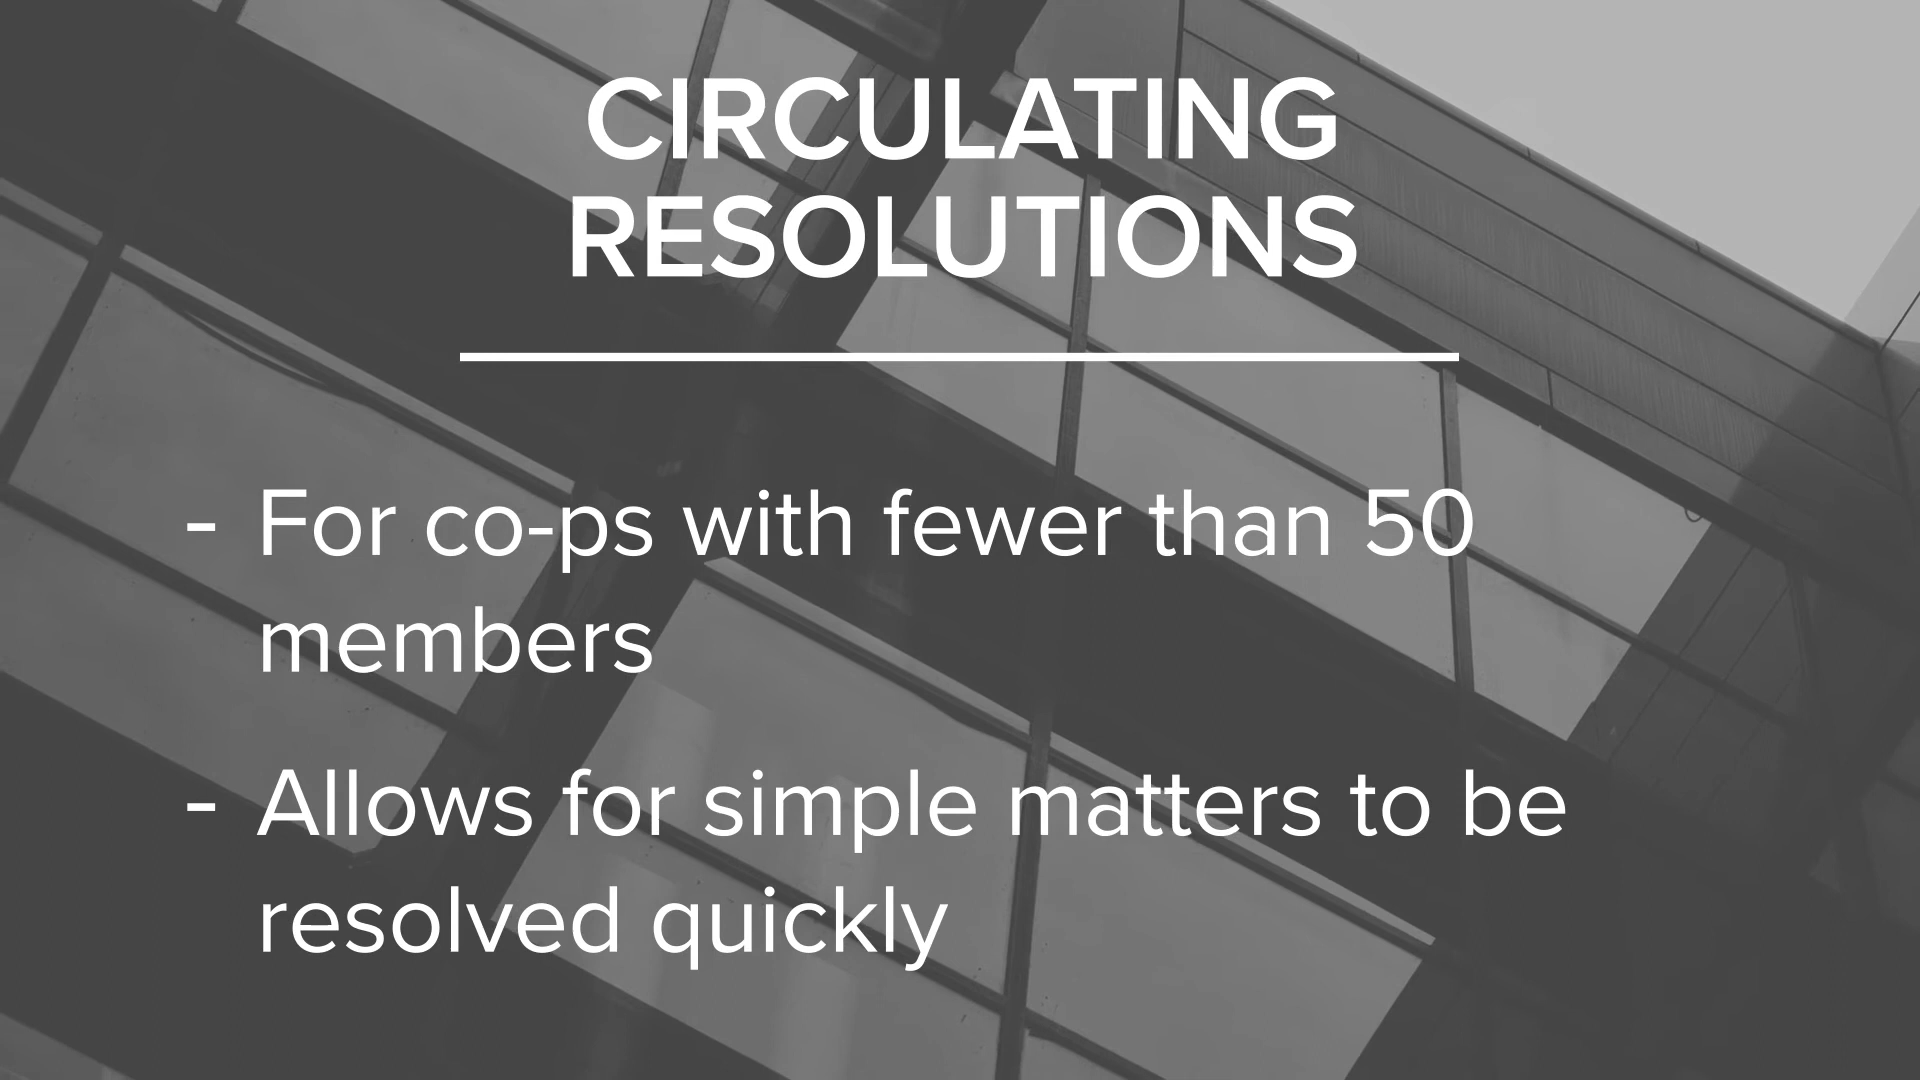 CIRCULATING
RESOLUTIONS
- For co-ps with fewer than 50
members
- Allows for simple matters to be
resolved quickly